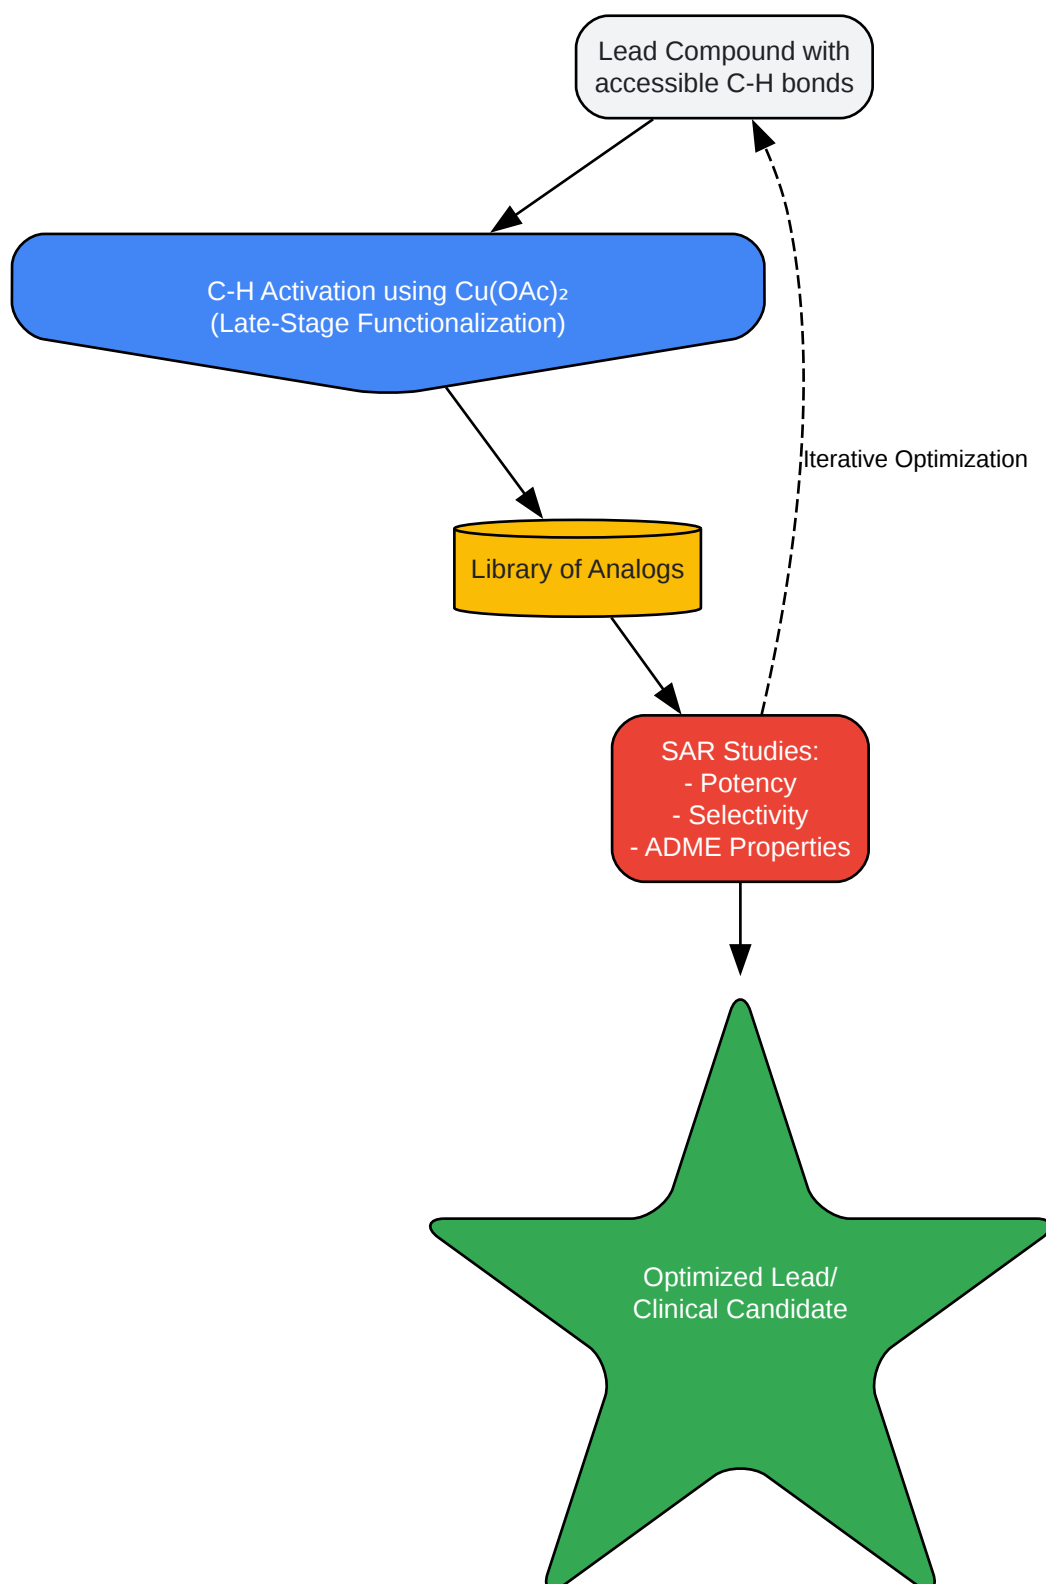 Lead Compound with
accessible C-H bonds
C-H Activation using Cu(OAc)₂
(Late-Stage Functionalization)
Iterative Optimization
Library of Analogs
SAR Studies:
- Potency
- Selectivity
- ADME Properties
Optimized Lead/
Clinical Candidate